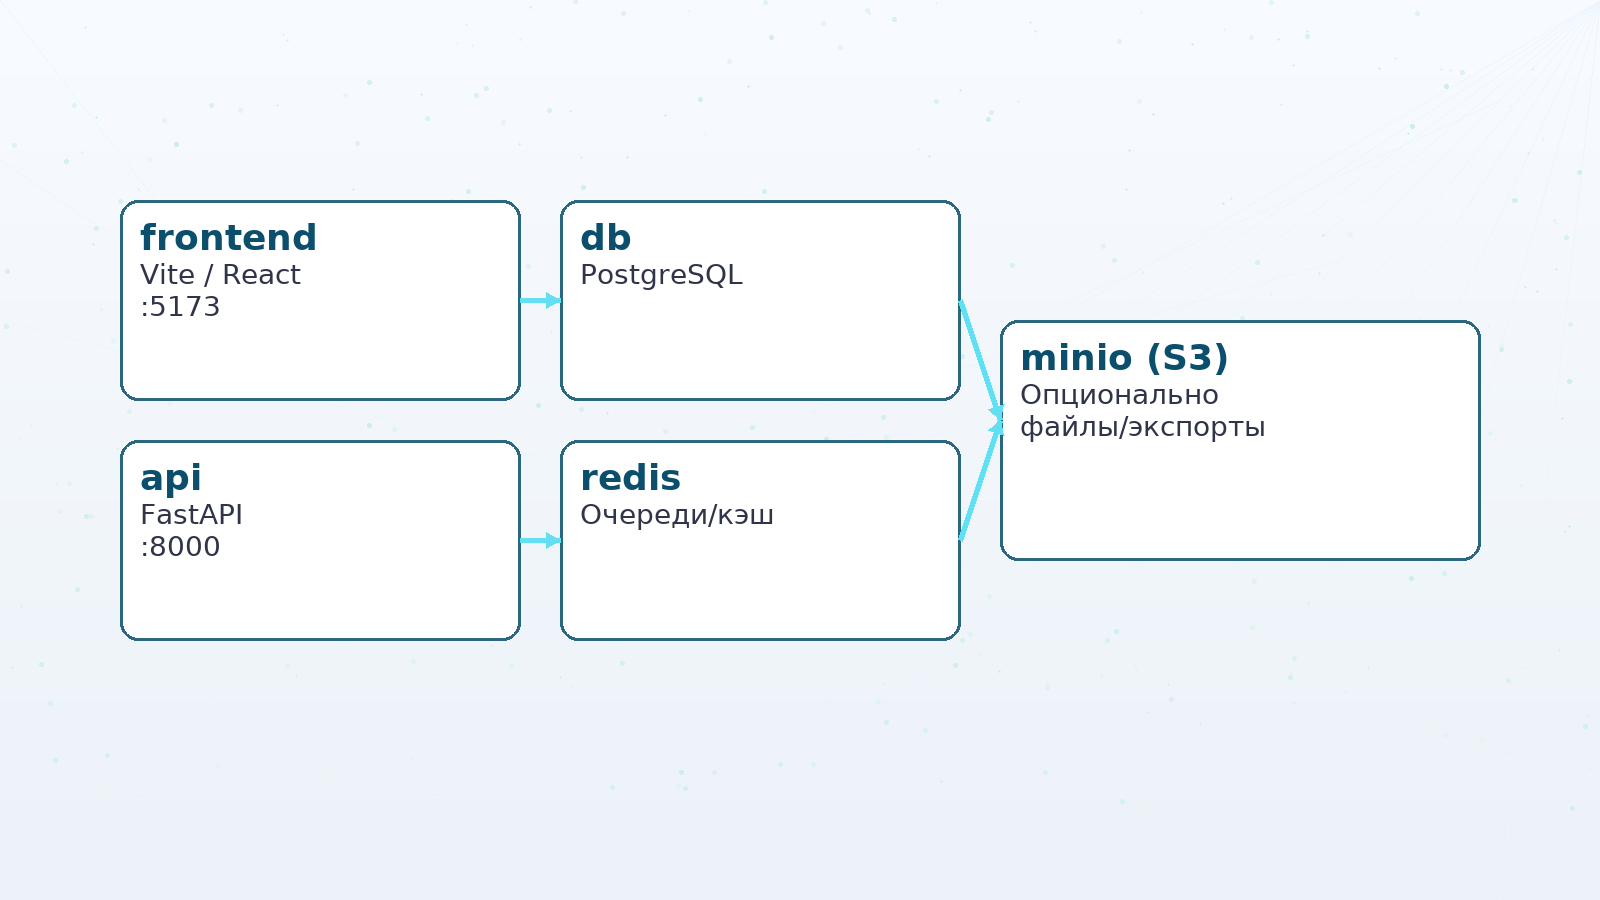 frontend
Vite / React
:5173
db
PostgreSQL
api
FastAPI
:8000
redis
Очереди/кэш
minio (S3)
Опционально
файлы/экспорты